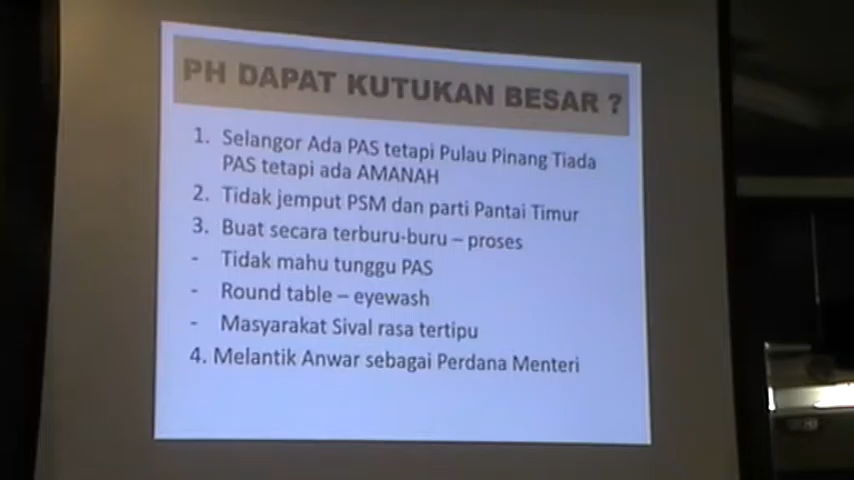 PH DAPAT KUTUKAN BESAR ?
1. Selangor Ada PAS tetapi Pulau Pinang Tiada
PAS tetapi ada AMANAH
2. Tidak jemput PSM dan parti Pantai Timur
3. Buat secara terburu-buru – proses
- Tidak mahu tunggu PAS
- Round table – eyewash
- Masyarakat Sival rasa tertipu
4. Melantik Anwar sebagai Perdana Menteri